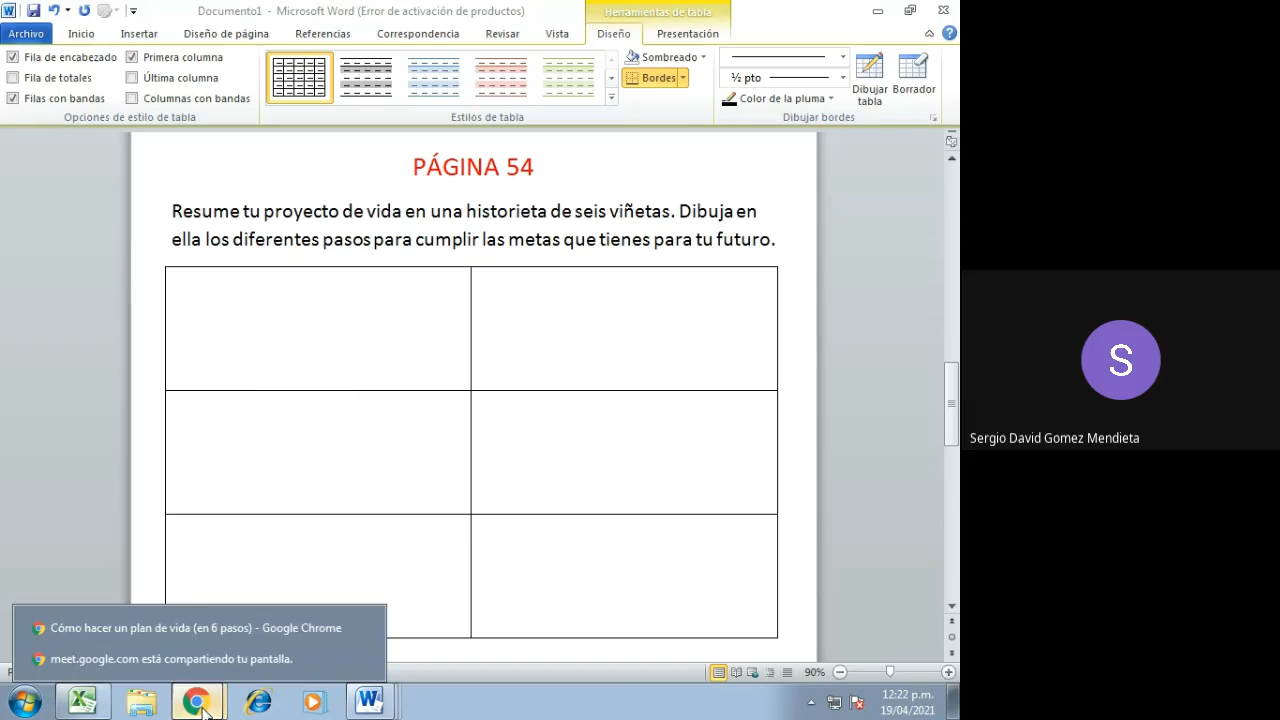 Documento1 - Microsoft Word (Error de activación de productos)
Herramientas de tabla
Archivo Inicio Insertar Diseño de página Referencias Correspondencia Revisar Vista Diseño Presentación
Fila de encabezado Primera columna
Fila de totales Última columna
Filas con bandas Columnas con bandas
Opciones de estilo de tabla
Estilos de tabla
Sombreado
Bordes
½ pto
Color de la pluma
Dibujar tabla
Borrador
Dibujar bordes
PÁGINA 54
Resume tu proyecto de vida en una historieta de seis viñetas. Dibuja en
ella los diferentes pasos para cumplir las metas que tienes para tu futuro.
S
Sergio David Gomez Mendieta
Cómo hacer un plan de vida (en 6 pasos) - Google Chrome
meet.google.com está compartiendo tu pantalla.
90%
12:22 p.m.
19/04/2021